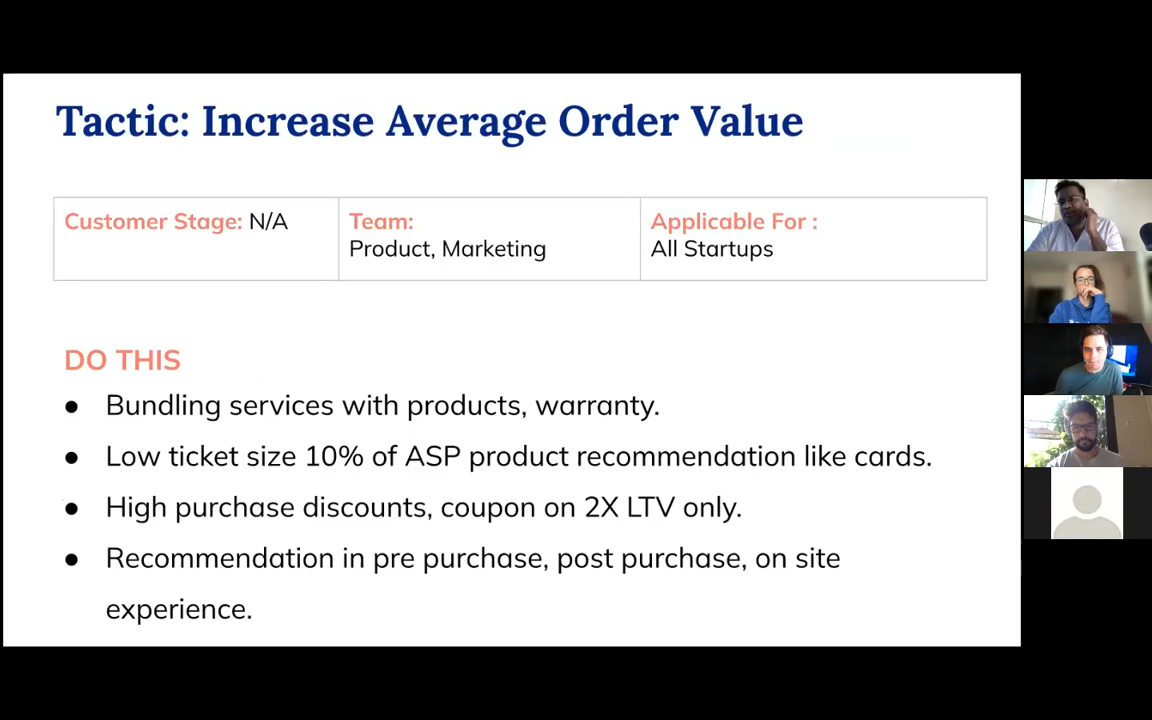 Tactic: Increase Average Order Value
Customer Stage: N/A
Team:
Product, Marketing
Applicable For :
All Startups
DO THIS
● Bundling services with products, warranty.
● Low ticket size 10% of ASP product recommendation like cards.
● High purchase discounts, coupon on 2X LTV only.
● Recommendation in pre purchase, post purchase, on site
experience.